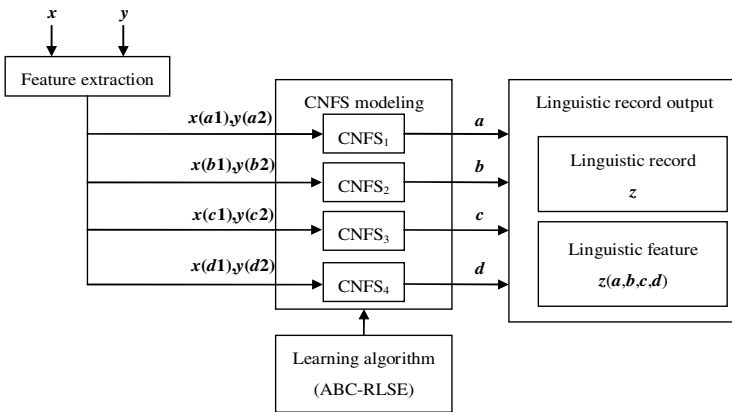 x y
Feature extraction
CNFS modeling
Linguistic record output
x(a1),y(a2)
CNFS₁
a
x(b1),y(b2)
CNFS₂
b
x(c1),y(c2)
CNFS₃
c
x(d1),y(d2)
CNFS₄
d
Linguistic record
z
Linguistic feature
z(a,b,c,d)
Learning algorithm
(ABC-RLSE)